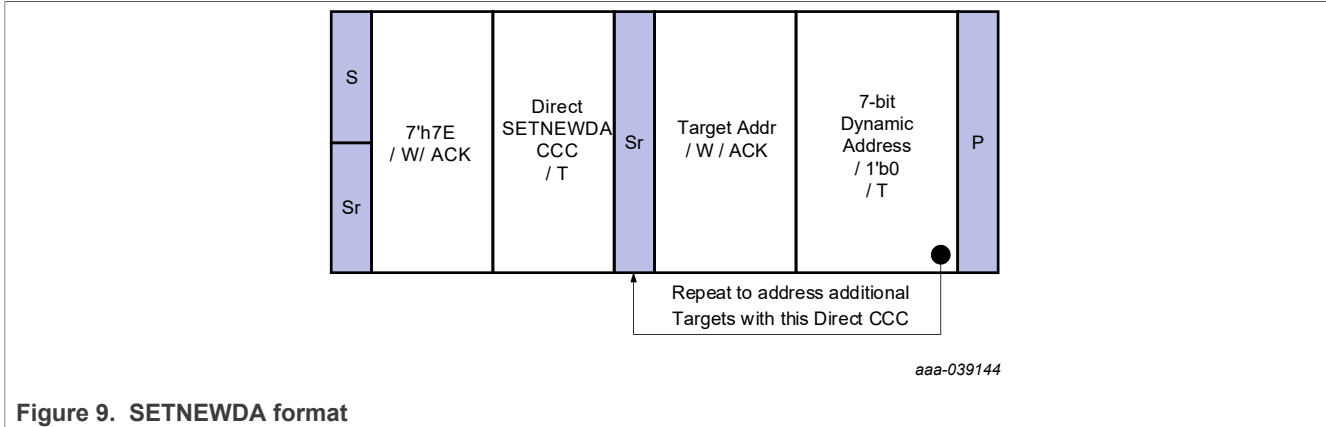 S
Sr
7'h7E
/ W/ ACK
Direct
SETNEWDA
CCC
/ T
Sr
Target Addr
/ W / ACK
7-bit
Dynamic
Address
/ 1'b0
/ T
P
Repeat to address additional
Targets with this Direct CCC
aaa-039144
Figure 9. SETNEWDA format